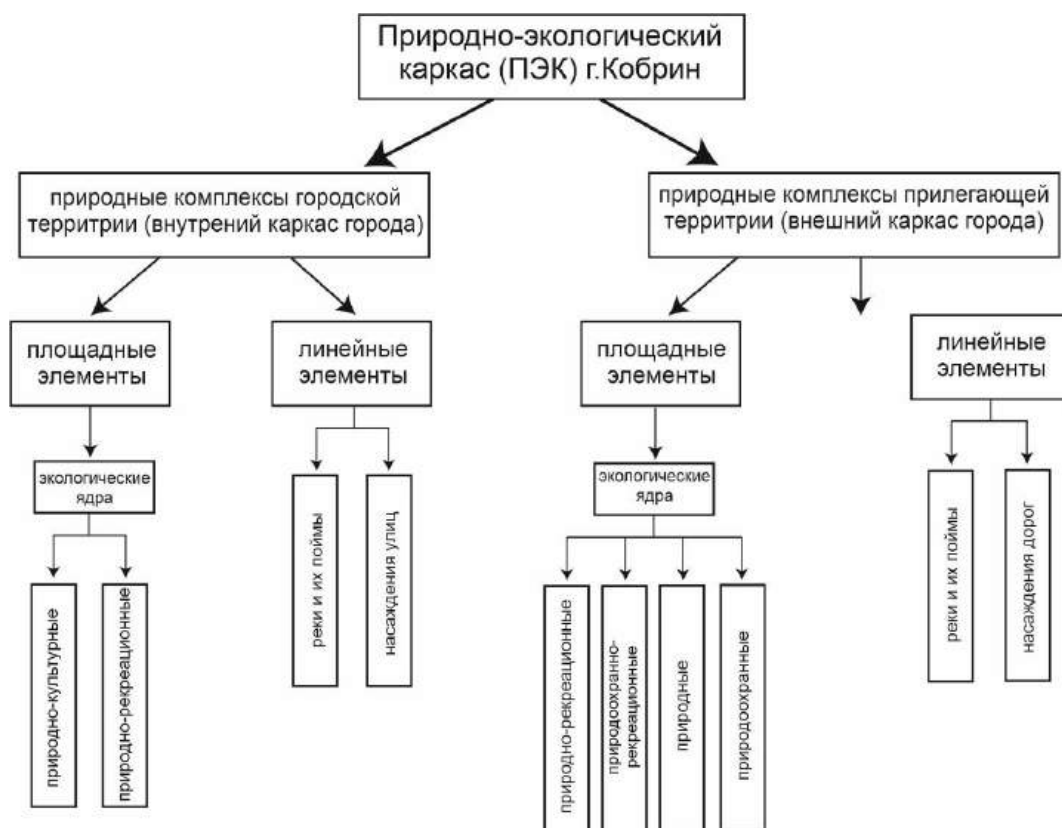 Природно-экологический
каркас (ПЭК) г.Кобрин
природные комплексы городской
территрии (внутрений каркас города)
природные комплексы прилегающей
территрии (внешний каркас города)
площадные
элементы
линейные
элементы
площадные
элементы
линейные
элементы
экологические
ядра
экологические
ядра
природно-культурные
природно-рекреационные
реки и их поймы
насаждения улиц
природно-рекреационные
природоохранно-
рекреационные
природные
природоохранные
реки и их поймы
насаждения дорог